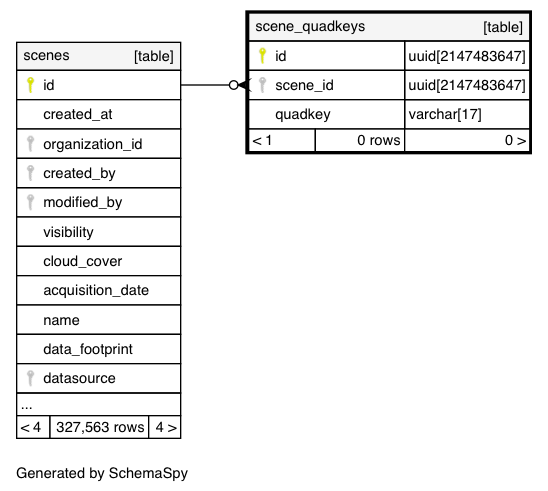 scenes [table]
id
created_at
organization_id
created_by
modified_by
visibility
cloud_cover
acquisition_date
name
data_footprint
datasource
...
< 4 327,563 rows 4 >
scene_quadkeys [table]
id uuid[2147483647]
scene_id uuid[2147483647]
quadkey varchar[17]
< 1 0 rows 0 >
Generated by SchemaSpy